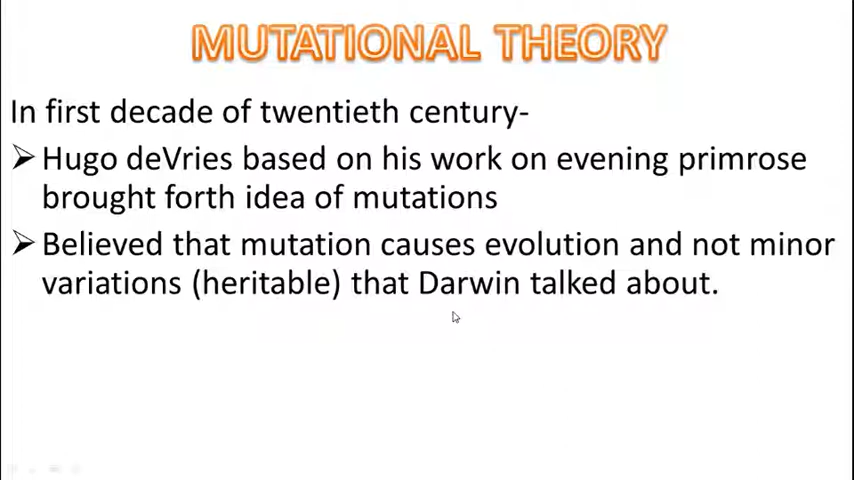 MUTATIONAL THEORY
In first decade of twentieth century-
➢ Hugo deVries based on his work on evening primrose
brought forth idea of mutations
➢ Believed that mutation causes evolution and not minor
variations (heritable) that Darwin talked about.